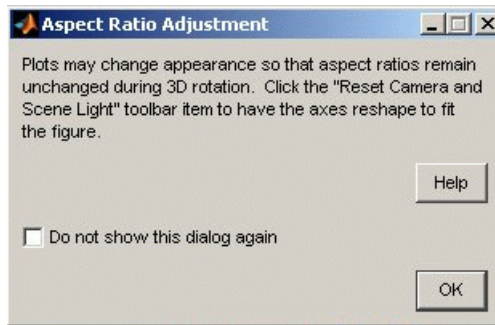 Aspect Ratio Adjustment
Plots may change appearance so that aspect ratios remain
unchanged during 3D rotation. Click the "Reset Camera and
Scene Light" toolbar item to have the axes reshape to fit
the figure.
Help
Do not show this dialog again
OK